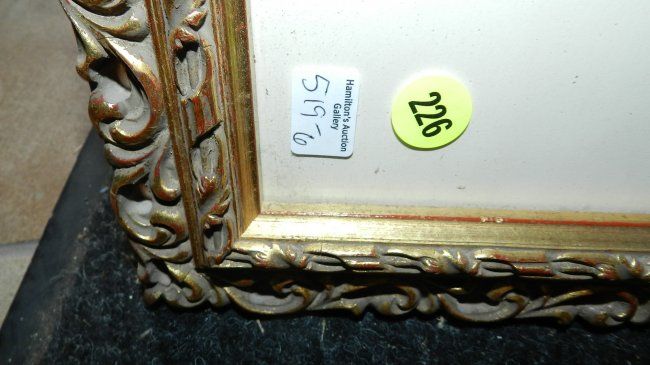 Hamilton's Auction
Gallery
519-6
226